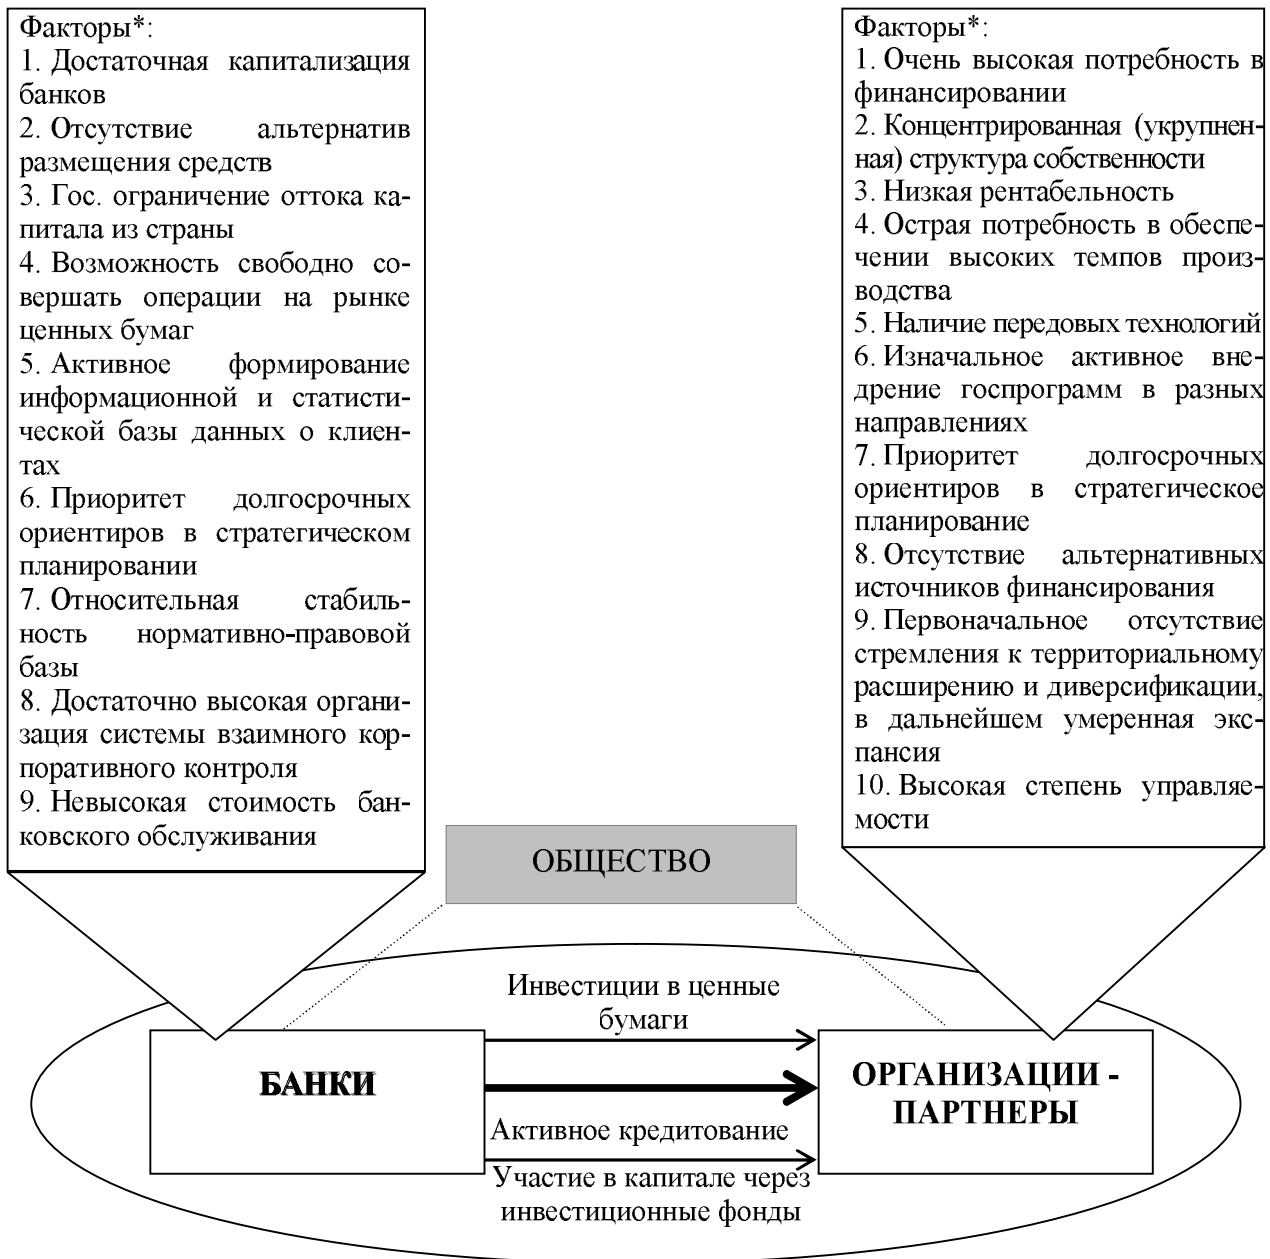 Факторы*:
1. Достаточная капитализация
банков
2. Отсутствие альтернатив
размещения средств
3. Гос. ограничение оттока ка-
питала из страны
4. Возможность свободно со-
вершать операции на рынке
ценных бумаг
5. Активное формирование
информационной и статисти-
ческой базы данных о клиен-
тах
6. Приоритет долгосрочных
ориентиров в стратегическом
планировании
7. Относительная стабиль-
ность нормативно-правовой
базы
8. Достаточно высокая органи-
зация системы взаимного кор-
поративного контроля
9. Невысокая стоимость бан-
ковского обслуживания
Факторы*:
1. Очень высокая потребность в
финансировании
2. Концентрированная (укрупнен-
ная) структура собственности
3. Низкая рентабельность
4. Острая потребность в обеспе-
чении высоких темпов произ-
водства
5. Наличие передовых технологий
6. Изначальное активное вне-
дрение госпрограмм в разных
направлениях
7. Приоритет долгосрочных
ориентиров в стратегическое
планирование
8. Отсутствие альтернативных
источников финансирования
9. Первоначальное отсутствие
стремления к территориальному
расширению и диверсификации,
в дальнейшем умеренная экс-
пансия
10. Высокая степень управляе-
мости
ОБЩЕСТВО
Инвестиции в ценные
бумаги
БАНКИ
ОРГАНИЗАЦИИ -
ПАРТНЕРЫ
Активное кредитование
Участие в капитале через
инвестиционные фонды